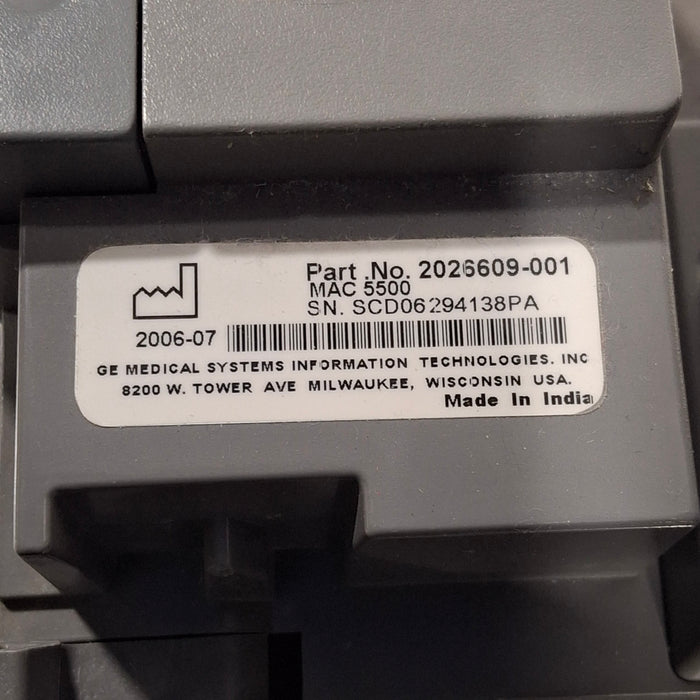 Part .No. 2026609-001
MAC 5500
SN. SCD06294138PA
2006-07
GE MEDICAL SYSTEMS INFORMATION TECHNOLOGIES. INC
8200 W. TOWER AVE MILWAUKEE, WISCONSIN USA.
Made In India